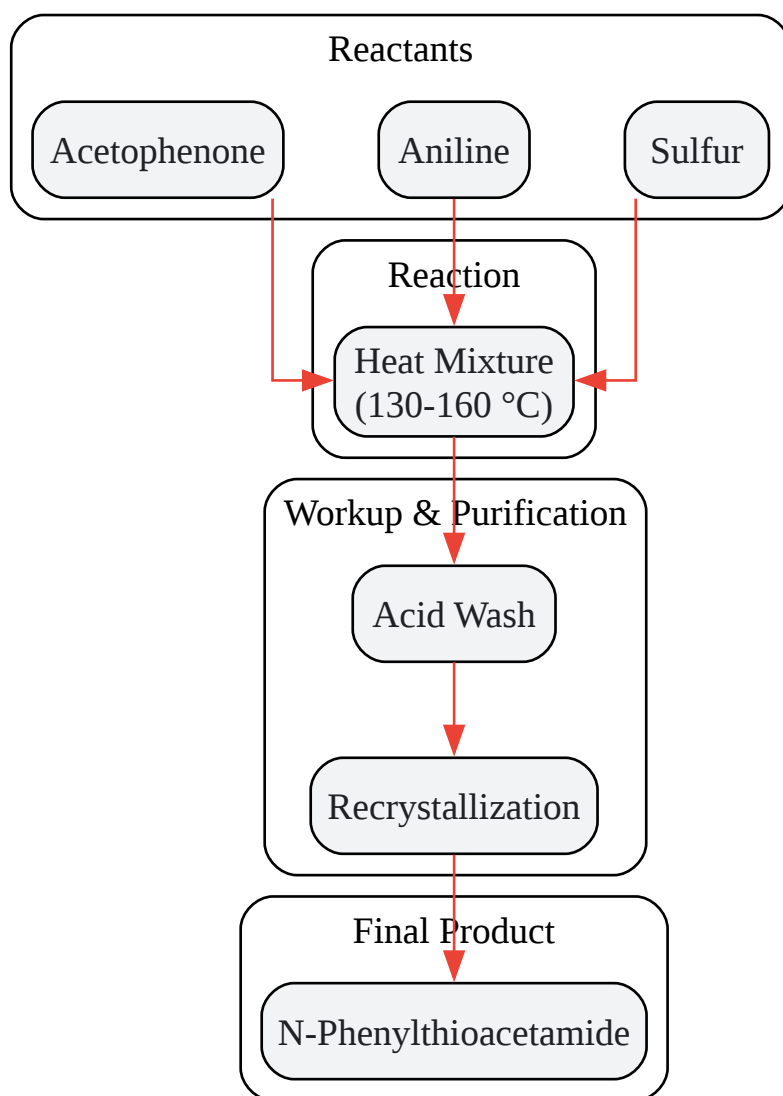 Reactants
Acetophenone
Aniline
Sulfur
Reaction
Heat Mixture
(130-160 °C)
Workup & Purification
Acid Wash
Recrystallization
Final Product
N-Phenylthioacetamide